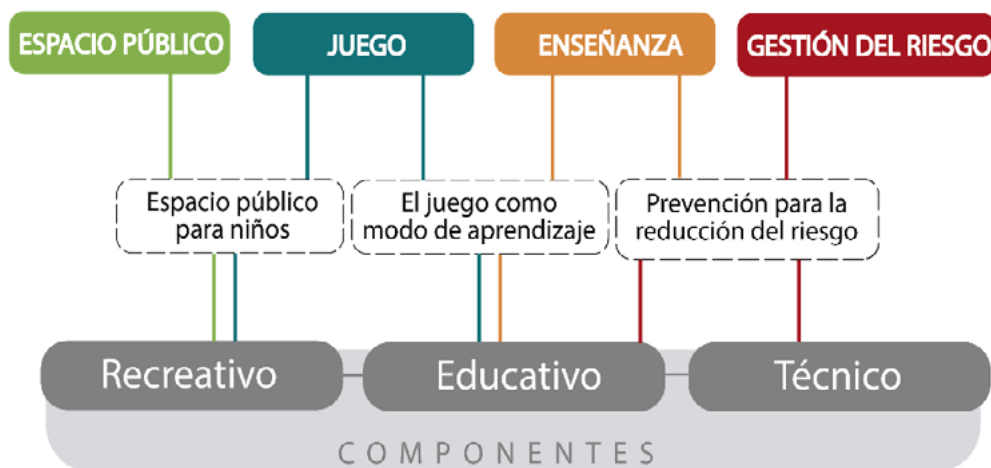 ESPACIO PÚBLICO
JUEGO
ENSEÑANZA
GESTIÓN DEL RIESGO
Espacio público
para niños
El juego como
modo de aprendizaje
Prevención para la
reducción del riesgo
Recreativo
Educativo
Técnico
COMPONENTES